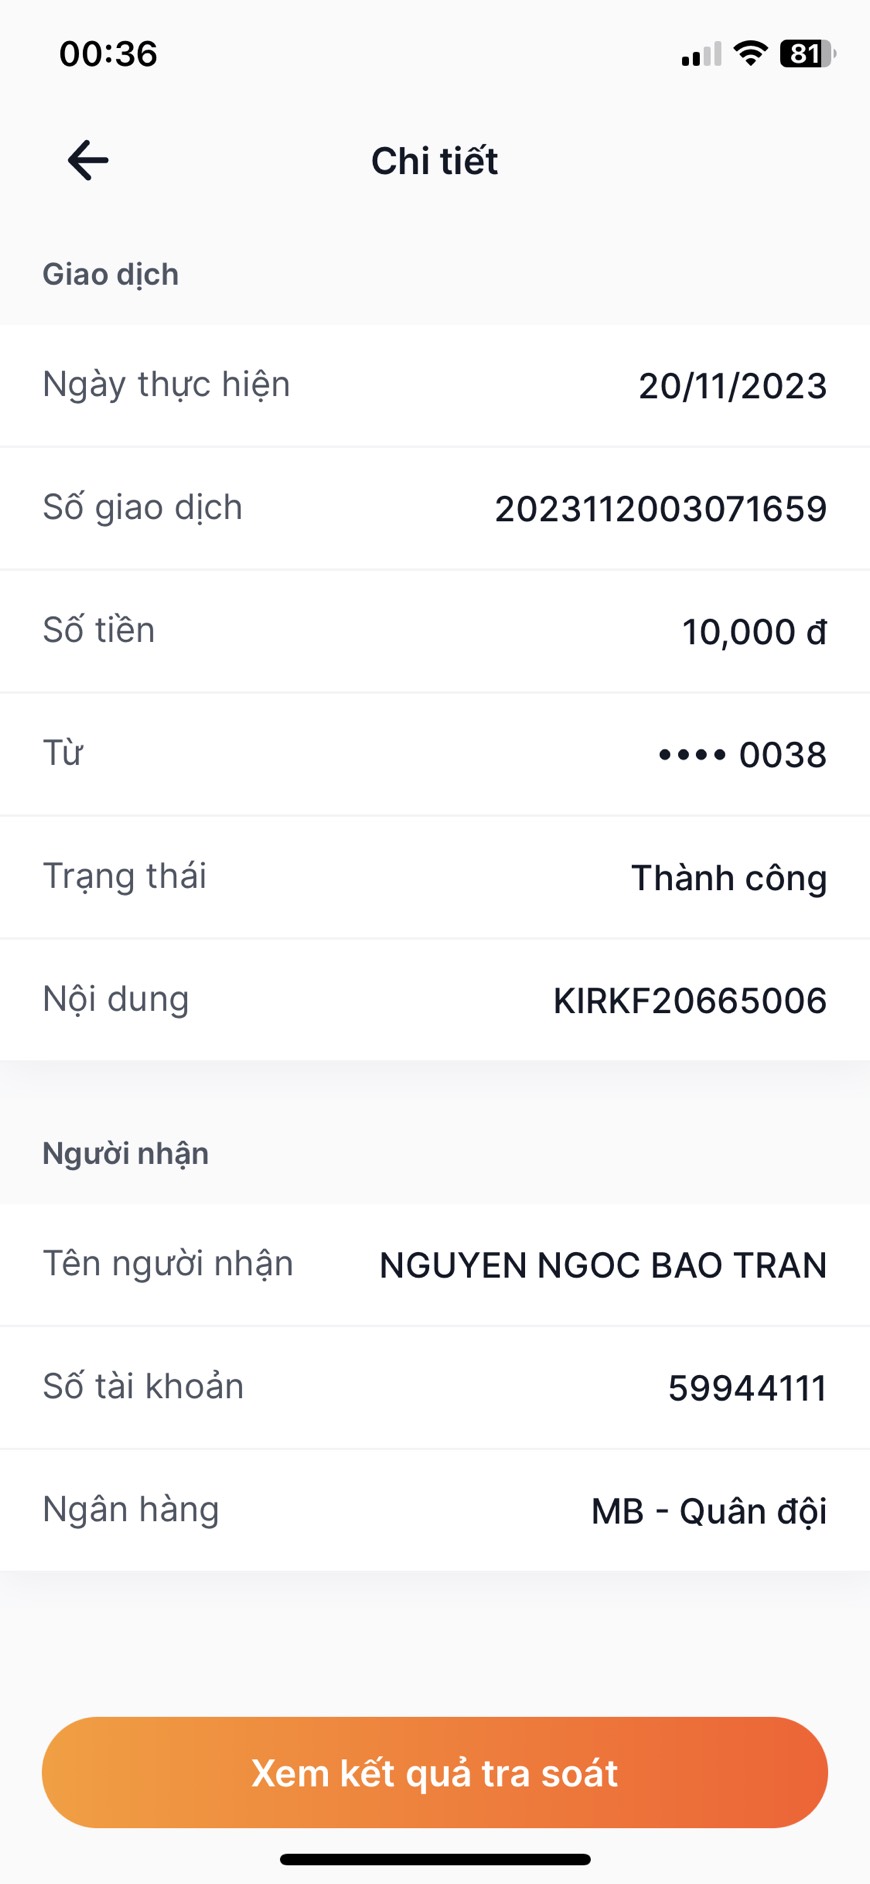 00:36
81
Chi tiết
Giao dịch
Ngày thực hiện 20/11/2023
Số giao dịch 2023112003071659
Số tiền 10,000 đ
Từ •••• 0038
Trạng thái Thành công
Nội dung KIRKF20665006
Người nhận
Tên người nhận NGUYEN NGOC BAO TRAN
Số tài khoản 59944111
Ngân hàng MB - Quân đội
Xem kết quả tra soát